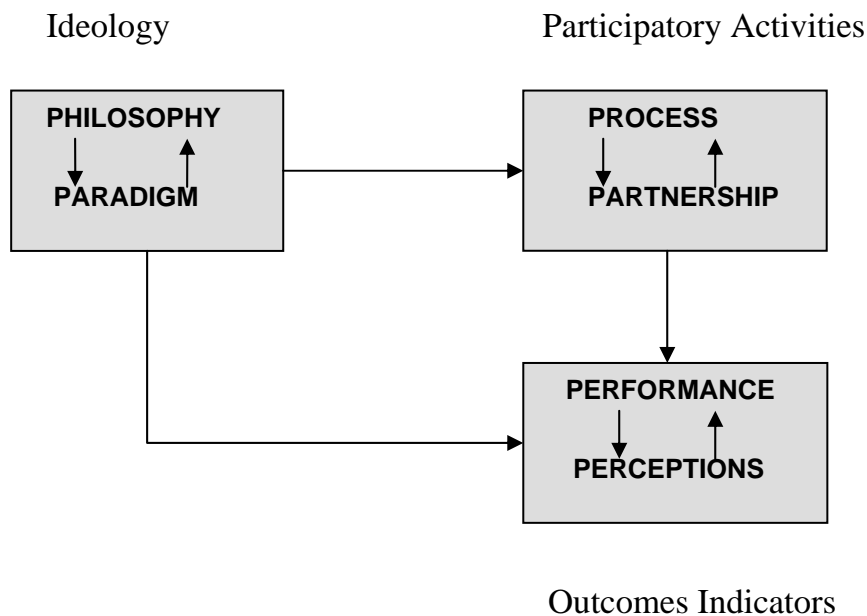 Ideology
Participatory Activities
PHILOSOPHY
PARADIGM
PROCESS
PARTNERSHIP
PERFORMANCE
PERCEPTIONS
Outcomes Indicators